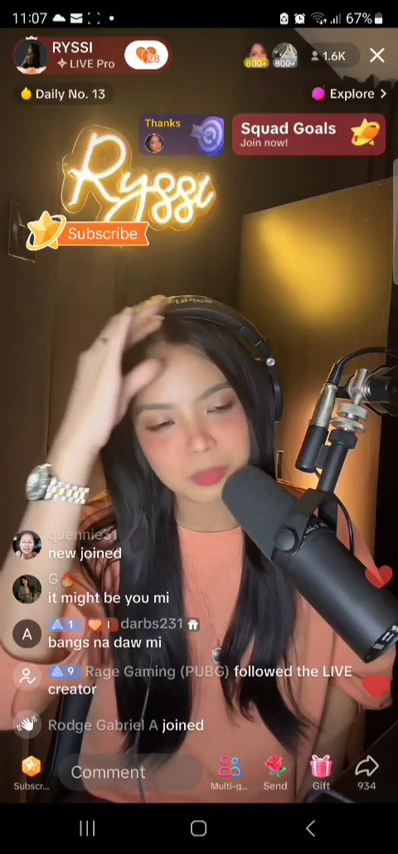 11:07
67%
RYSSI
LIVE Pro
28
800+
800+
1.6K
Daily No. 13
Explore >
Thanks
Squad Goals
Join now!
Ryssi
Subscribe
quennie31
new joined
G
it might be you mi
A
1
I
darbs231
bangs na daw mi
9 Rage Gaming (PUBG) followed the LIVE
creator
Rodge Gabriel A joined
Subscr...
Comment
Multi-g...
Send
Gift
934